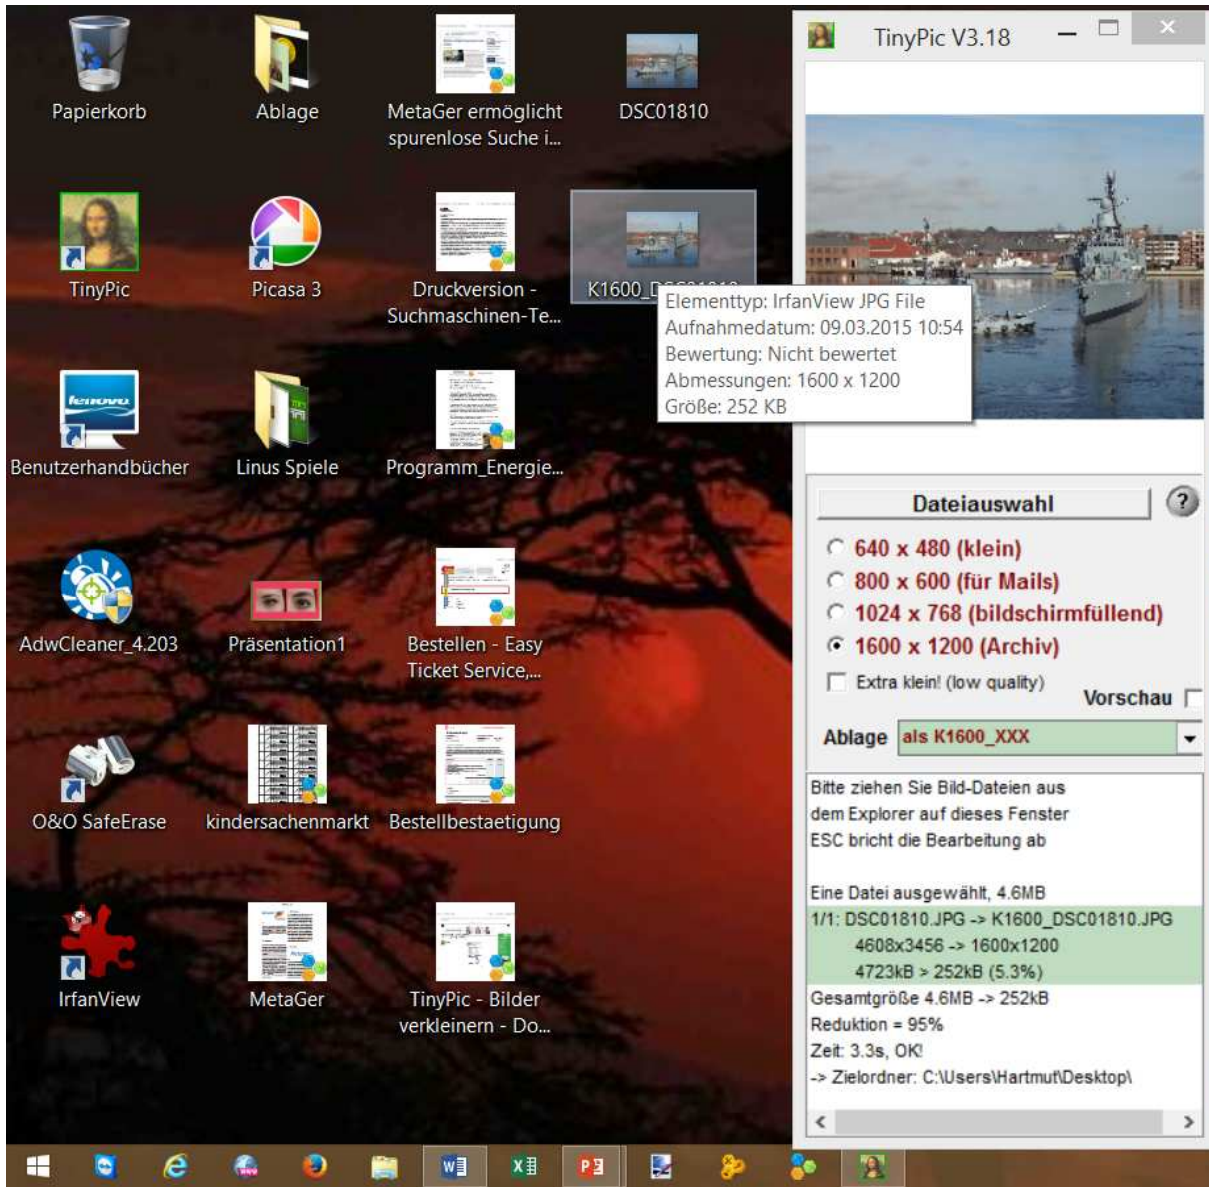 Papierkorb
Ablage
MetaGer ermöglicht
spurenlose Suche i...
DSC01810
TinyPic
Picasa 3
Druckversion -
Suchmaschinen-Te...
K1600_DSC01810
Elementtyp: IrfanView JPG File
Aufnahmedatum: 09.03.2015 10:54
Bewertung: Nicht bewertet
Abmessungen: 1600 x 1200
Größe: 252 KB
lenovo
Benutzerhandbücher
Linus Spiele
Programm_Energie...
AdwCleaner_4.203
Präsentation1
Bestellen - Easy
Ticket Service,...
O&O SafeErase
kindersachenmarkt
Bestellbestaetigung
IrfanView
MetaGer
TinyPic - Bilder
verkleinern - Do...
TinyPic V3.18
Dateiauswahl
?
640 x 480 (klein)
800 x 600 (für Mails)
1024 x 768 (bildschirmfüllend)
1600 x 1200 (Archiv)
Extra klein! (low quality)
Vorschau
Ablage als K1600_XXX
Bitte ziehen Sie Bild-Dateien aus
dem Explorer auf dieses Fenster
ESC bricht die Bearbeitung ab
Eine Datei ausgewählt, 4.6MB
1/1: DSC01810.JPG -> K1600_DSC01810.JPG
4608x3456 -> 1600x1200
4723kB > 252kB (5.3%)
Gesamtgröße 4.6MB -> 252kB
Reduktion = 95%
Zeit: 3.3s, OK!
-> Zielordner: C:\Users\Hartmut\Desktop\